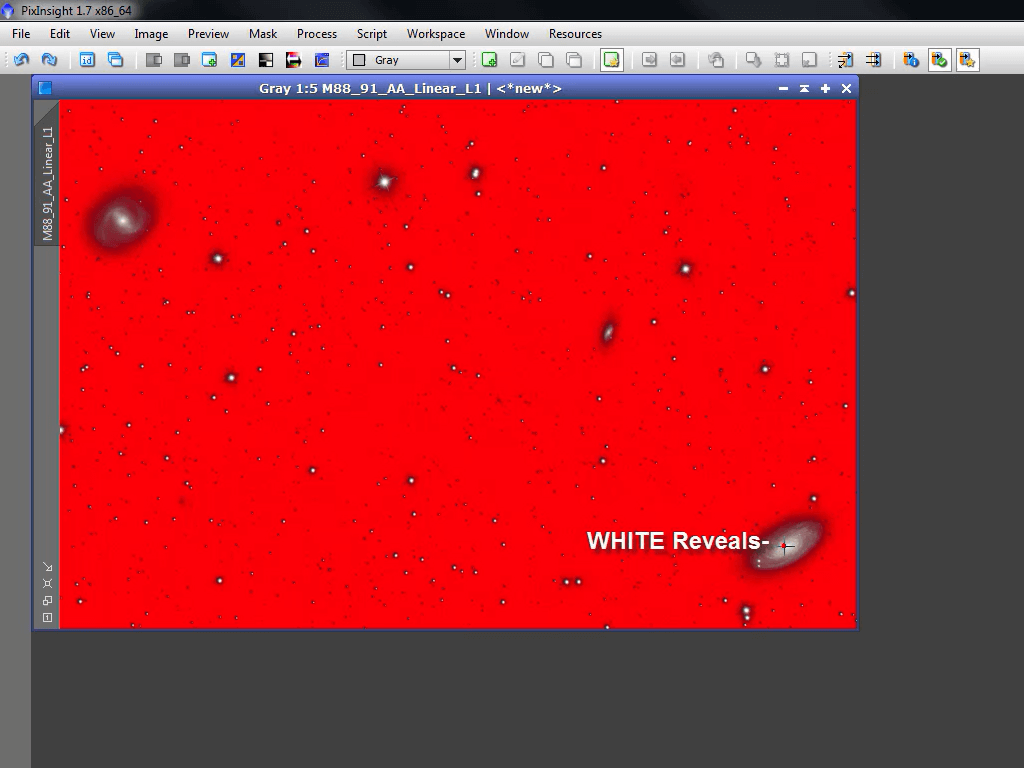 PixInsight 1.7 x86_64
File Edit View Image Preview Mask Process Script Workspace Window Resources
id Gray
Gray 1:5 M88_91_AA_Linear_L1 | <*new*>
M88_91_AA_Linear_L1
WHITE Reveals-